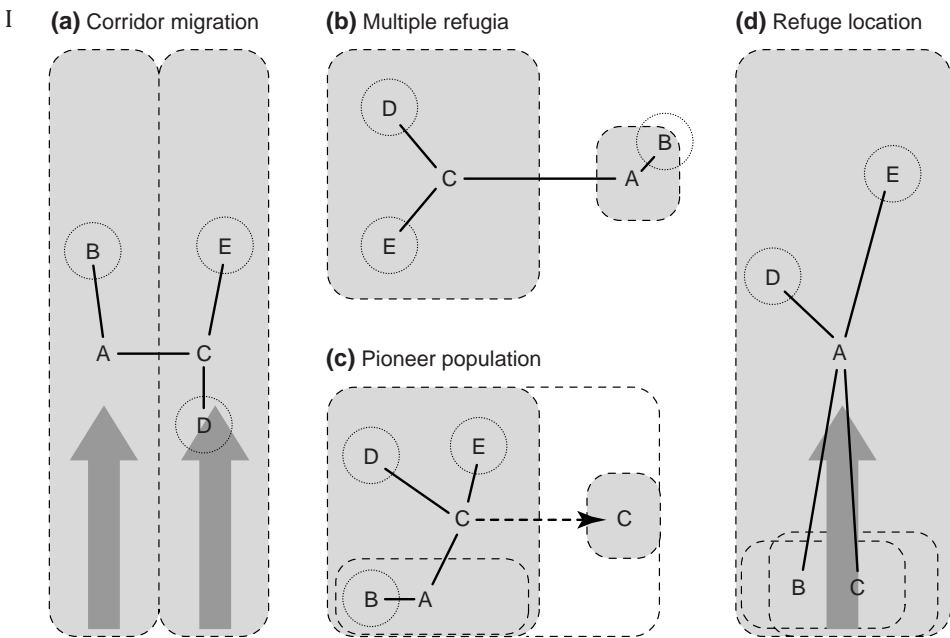 I
(a) Corridor migration
B
E
A
C
D
(b) Multiple refugia
D
B
C
A
E
(c) Pioneer population
D
E
C
C
B
A
(d) Refuge location
E
D
A
B
C